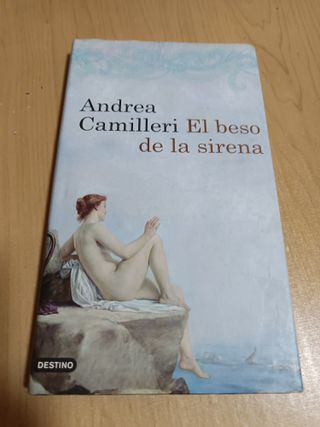 Andrea
Camilleri El beso
de la sirena
DESTINO